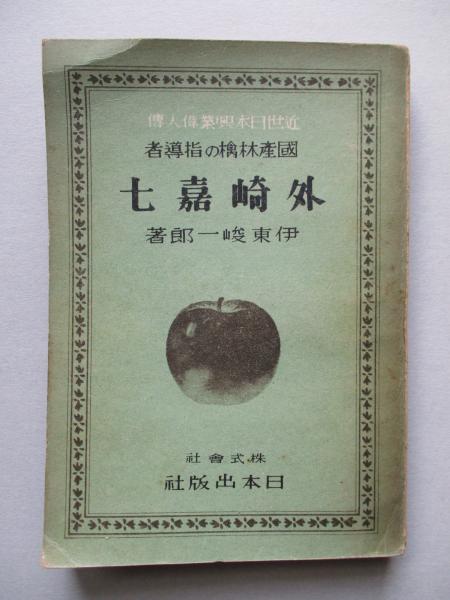 近世日本興業偉人傳
國產林檎の指導者
外崎嘉七
伊東峻一郎著
株式會社
日本出版社